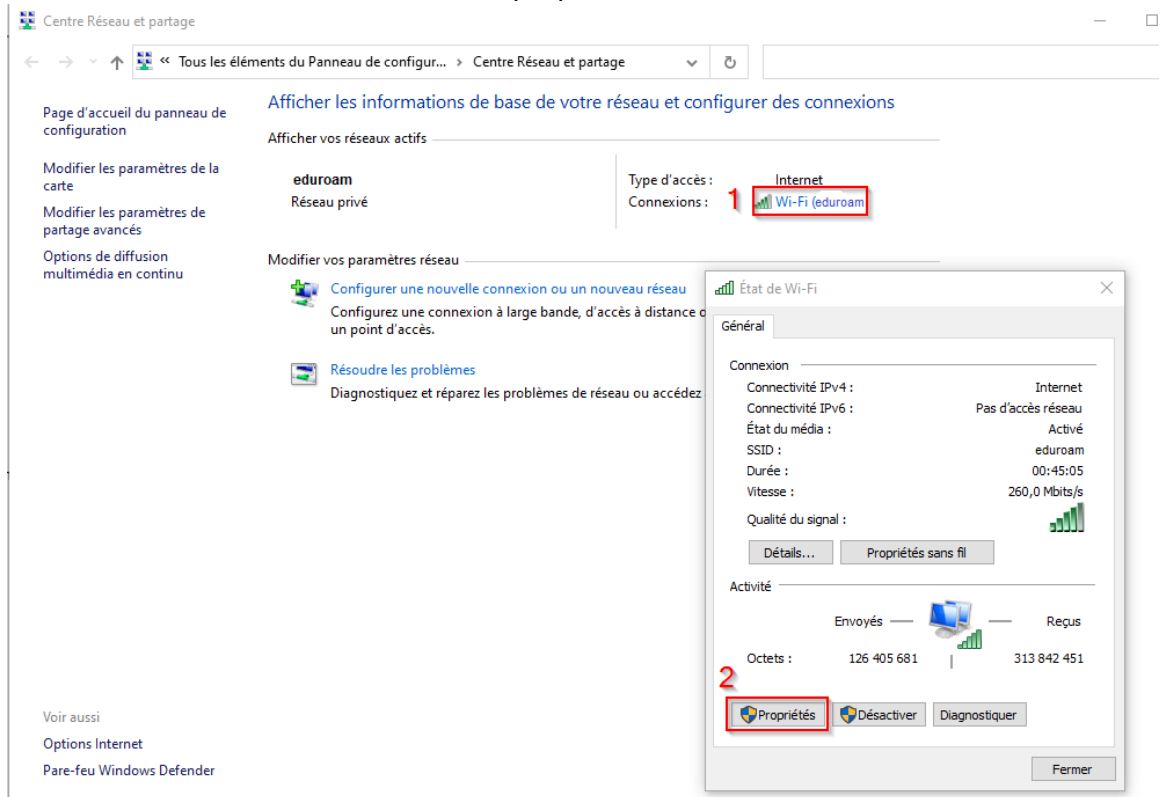 Centre Réseau et partage
« Tous les éléments du Panneau de configur... > Centre Réseau et partage
Page d'accueil du panneau de
configuration
Modifier les paramètres de la
carte
Modifier les paramètres de
partage avancés
Options de diffusion
multimédia en continu
Afficher les informations de base de votre réseau et configurer des connexions
Afficher vos réseaux actifs
eduroam
Réseau privé
Type d'accès : Internet
Connexions : 1 Wi-Fi (eduroam
Modifier vos paramètres réseau
Configurer une nouvelle connexion ou un nouveau réseau
Configurez une connexion à large bande, d'accès à distance
un point d'accès.
Résoudre les problèmes
Diagnostiquez et réparez les problèmes de réseau ou accédez
État de Wi-Fi
Général
Connexion
Connectivité IPv4 : Internet
Connectivité IPv6 : Pas d'accès réseau
État du média : Activé
SSID : eduroam
Durée : 00:45:05
Vitesse : 260,0 Mbits/s
Qualité du signal :
Détails... Propriétés sans fil
Activité
Envoyés — Reçus
Octets : 126 405 681 313 842 451
2
Propriétés Désactiver Diagnostiquer
Fermer
Voir aussi
Options Internet
Pare-feu Windows Defender